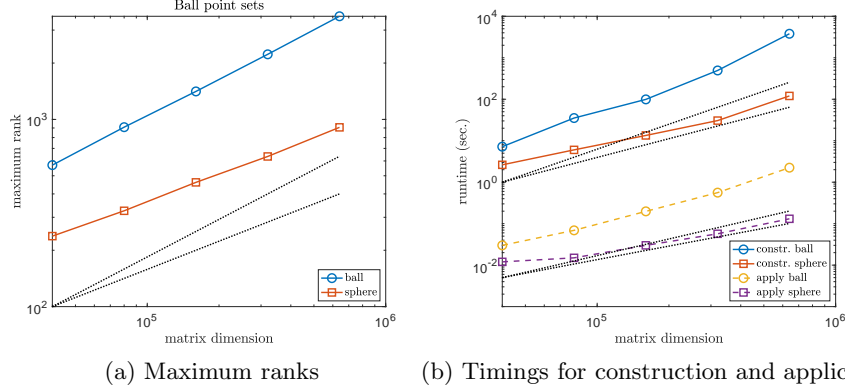 Ball point sets
maximum rank
10^3
10^2
10^5
10^6
matrix dimension
ball
sphere
(a) Maximum ranks
runtime (sec.)
10^4
10^2
10^0
10^-2
10^5
10^6
matrix dimension
constr. ball
constr. sphere
apply ball
apply sphere
(b) Timings for construction and applic